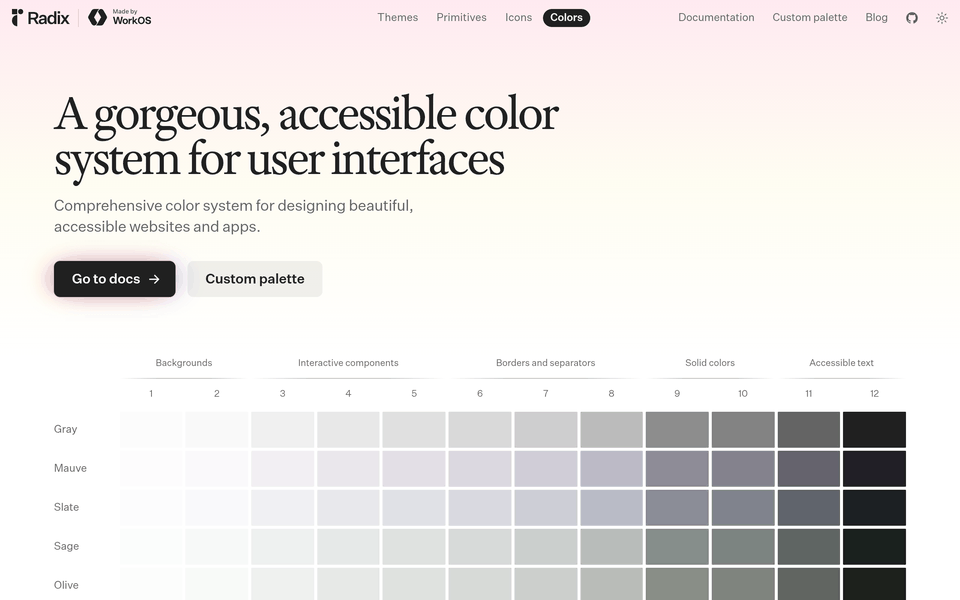 Radix
Made by
WorkOS
Themes Primitives Icons Colors
Documentation Custom palette Blog
A gorgeous, accessible color
system for user interfaces
Comprehensive color system for designing beautiful,
accessible websites and apps.
Go to docs → Custom palette
Backgrounds Interactive components Borders and separators Solid colors Accessible text
1 2 3 4 5 6 7 8 9 10 11 12
Gray
Mauve
Slate
Sage
Olive